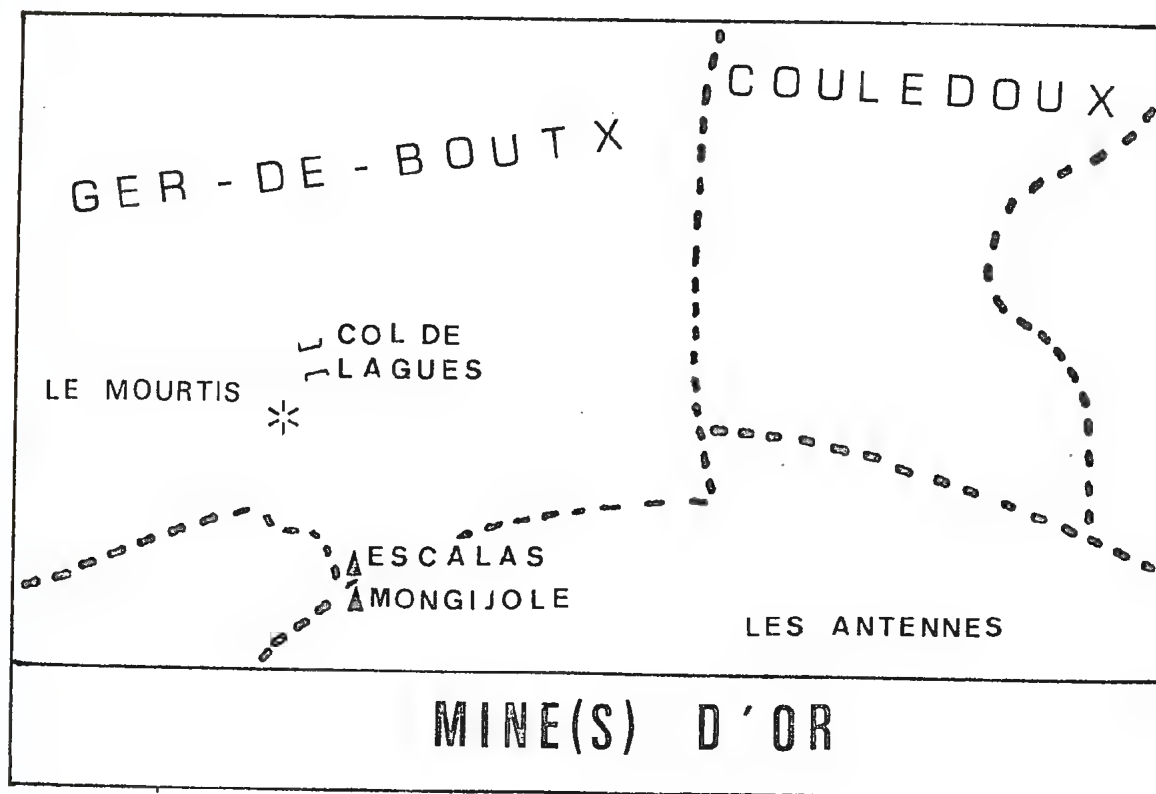 COULEDOUX
GER-DE-BOUTX
COL DE
LAGUES
LE MOURTIS
ESCALAS
MONGIJOLE
LES ANTENNES
MINE(S) D'OR